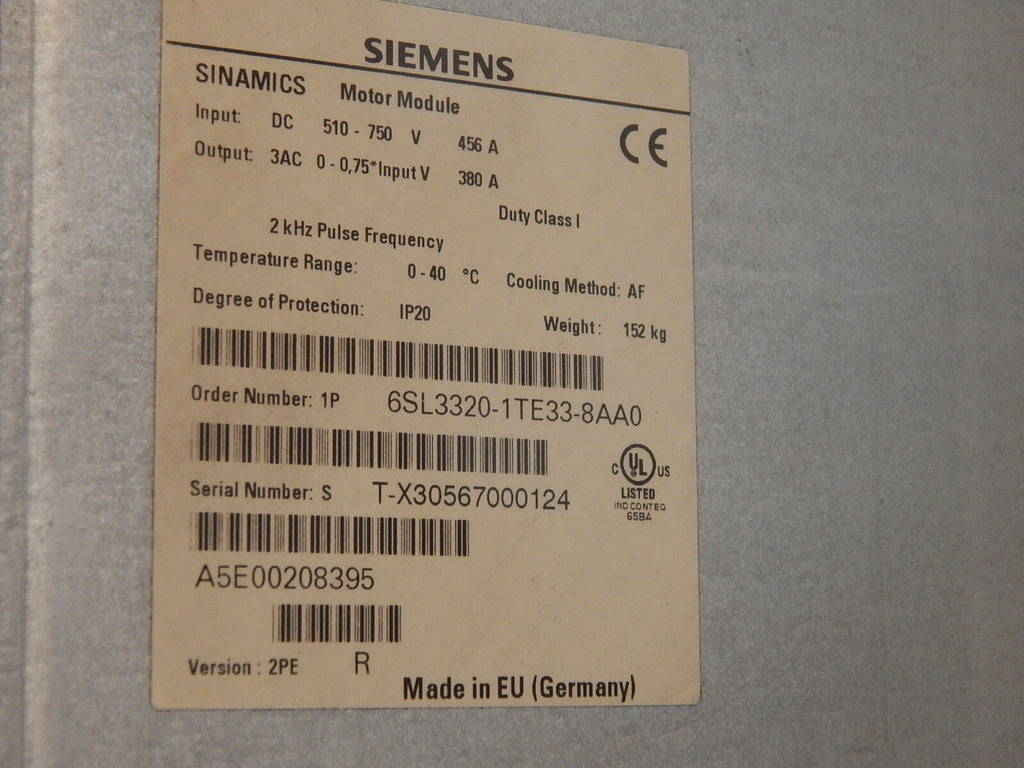 SIEMENS
SINAMICS Motor Module
Input: DC 510 - 750 V 456 A
CE
Output: 3AC 0 - 0,75*Input V 380 A
Duty Class I
2 kHz Pulse Frequency
Temperature Range: 0 - 40 °C Cooling Method: AF
Degree of Protection: IP20 Weight: 152 kg
Order Number: 1P 6SL3320-1TE33-8AA0
C UL US
LISTED
IND CONT EQ
65BA
Serial Number: S T-X30567000124
A5E00208395
Version : 2PE R
Made in EU (Germany)